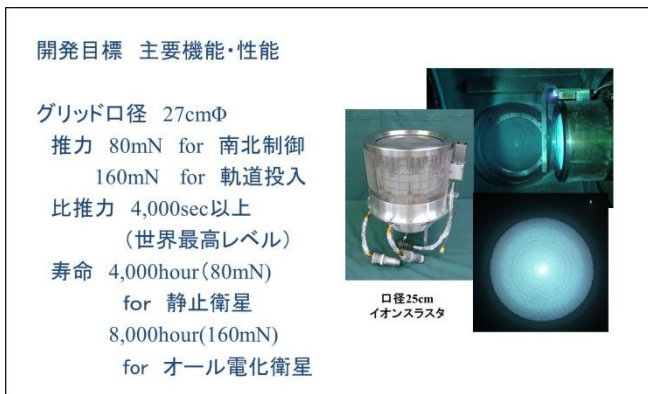 開発目標 主要機能・性能
グリッド口径 27cmΦ
推力 80mN for 南北制御
160mN for 軌道投入
比推力 4,000sec以上
（世界最高レベル）
寿命 4,000hour（80mN）
for 静止衛星
8,000hour(160mN)
for オール電化衛星
口径25cm
イオンスラスタ